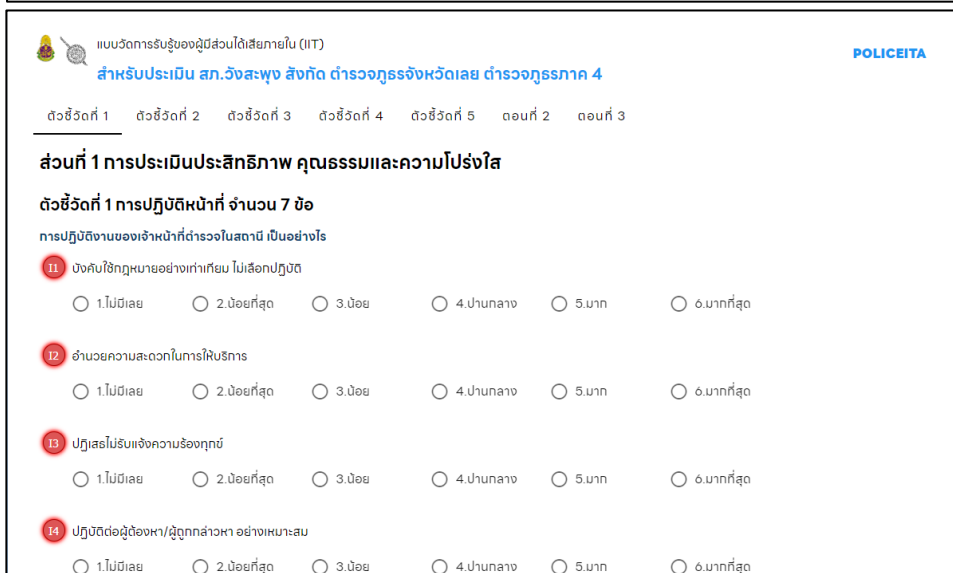 แบบวัดการรับรู้ของผู้มีส่วนได้เสียภายใน (IIT)
สำหรับประเมิน สภ.วังสะพุง สังกัด ตำรวจภูธรจังหวัดเลย ตำรวจภูธรภาค 4
POLICEITA
ตัวชี้วัดที่ 1 ตัวชี้วัดที่ 2 ตัวชี้วัดที่ 3 ตัวชี้วัดที่ 4 ตัวชี้วัดที่ 5 ตอนที่ 2 ตอนที่ 3
ส่วนที่ 1 การประเมินประสิทธิภาพ คุณธรรมและความโปร่งใส
ตัวชี้วัดที่ 1 การปฏิบัติหน้าที่ จำนวน 7 ข้อ
การปฏิบัติงานของเจ้าหน้าที่ตำรวจในสถานี เป็นอย่างไร
I1 บังคับใช้กฎหมายอย่างเท่าเทียม ไม่เลือกปฏิบัติ
1.ไม่มีเลย 2.น้อยที่สุด 3.น้อย 4.ปานกลาง 5.มาก 6.มากที่สุด
I2 อำนวยความสะดวกในการให้บริการ
1.ไม่มีเลย 2.น้อยที่สุด 3.น้อย 4.ปานกลาง 5.มาก 6.มากที่สุด
I3 ปฏิเสธไม่รับแจ้งความร้องทุกข์
1.ไม่มีเลย 2.น้อยที่สุด 3.น้อย 4.ปานกลาง 5.มาก 6.มากที่สุด
I4 ปฏิบัติต่อผู้ต้องหา/ผู้ถูกกล่าวหา อย่างเหมาะสม
1.ไม่มีเลย 2.น้อยที่สุด 3.น้อย 4.ปานกลาง 5.มาก 6.มากที่สุด